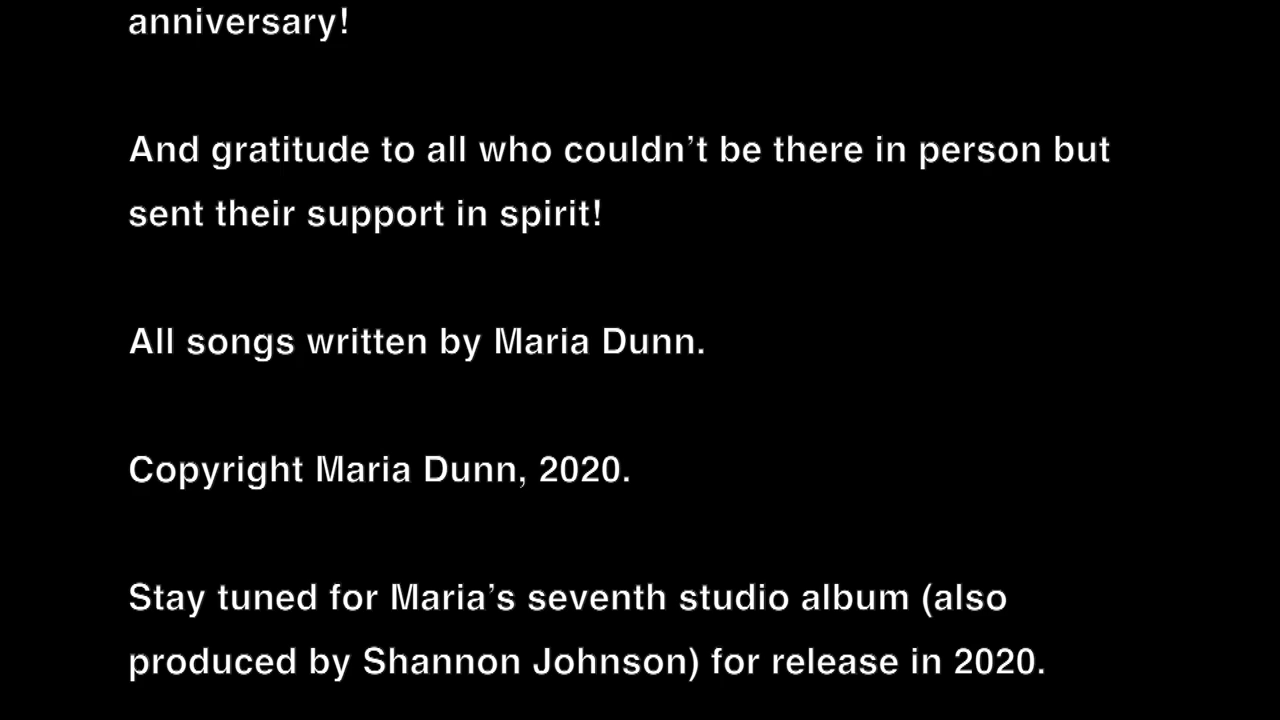 anniversary!
And gratitude to all who couldn’t be there in person but
sent their support in spirit!
All songs written by Maria Dunn.
Copyright Maria Dunn, 2020.
Stay tuned for Maria’s seventh studio album (also
produced by Shannon Johnson) for release in 2020.